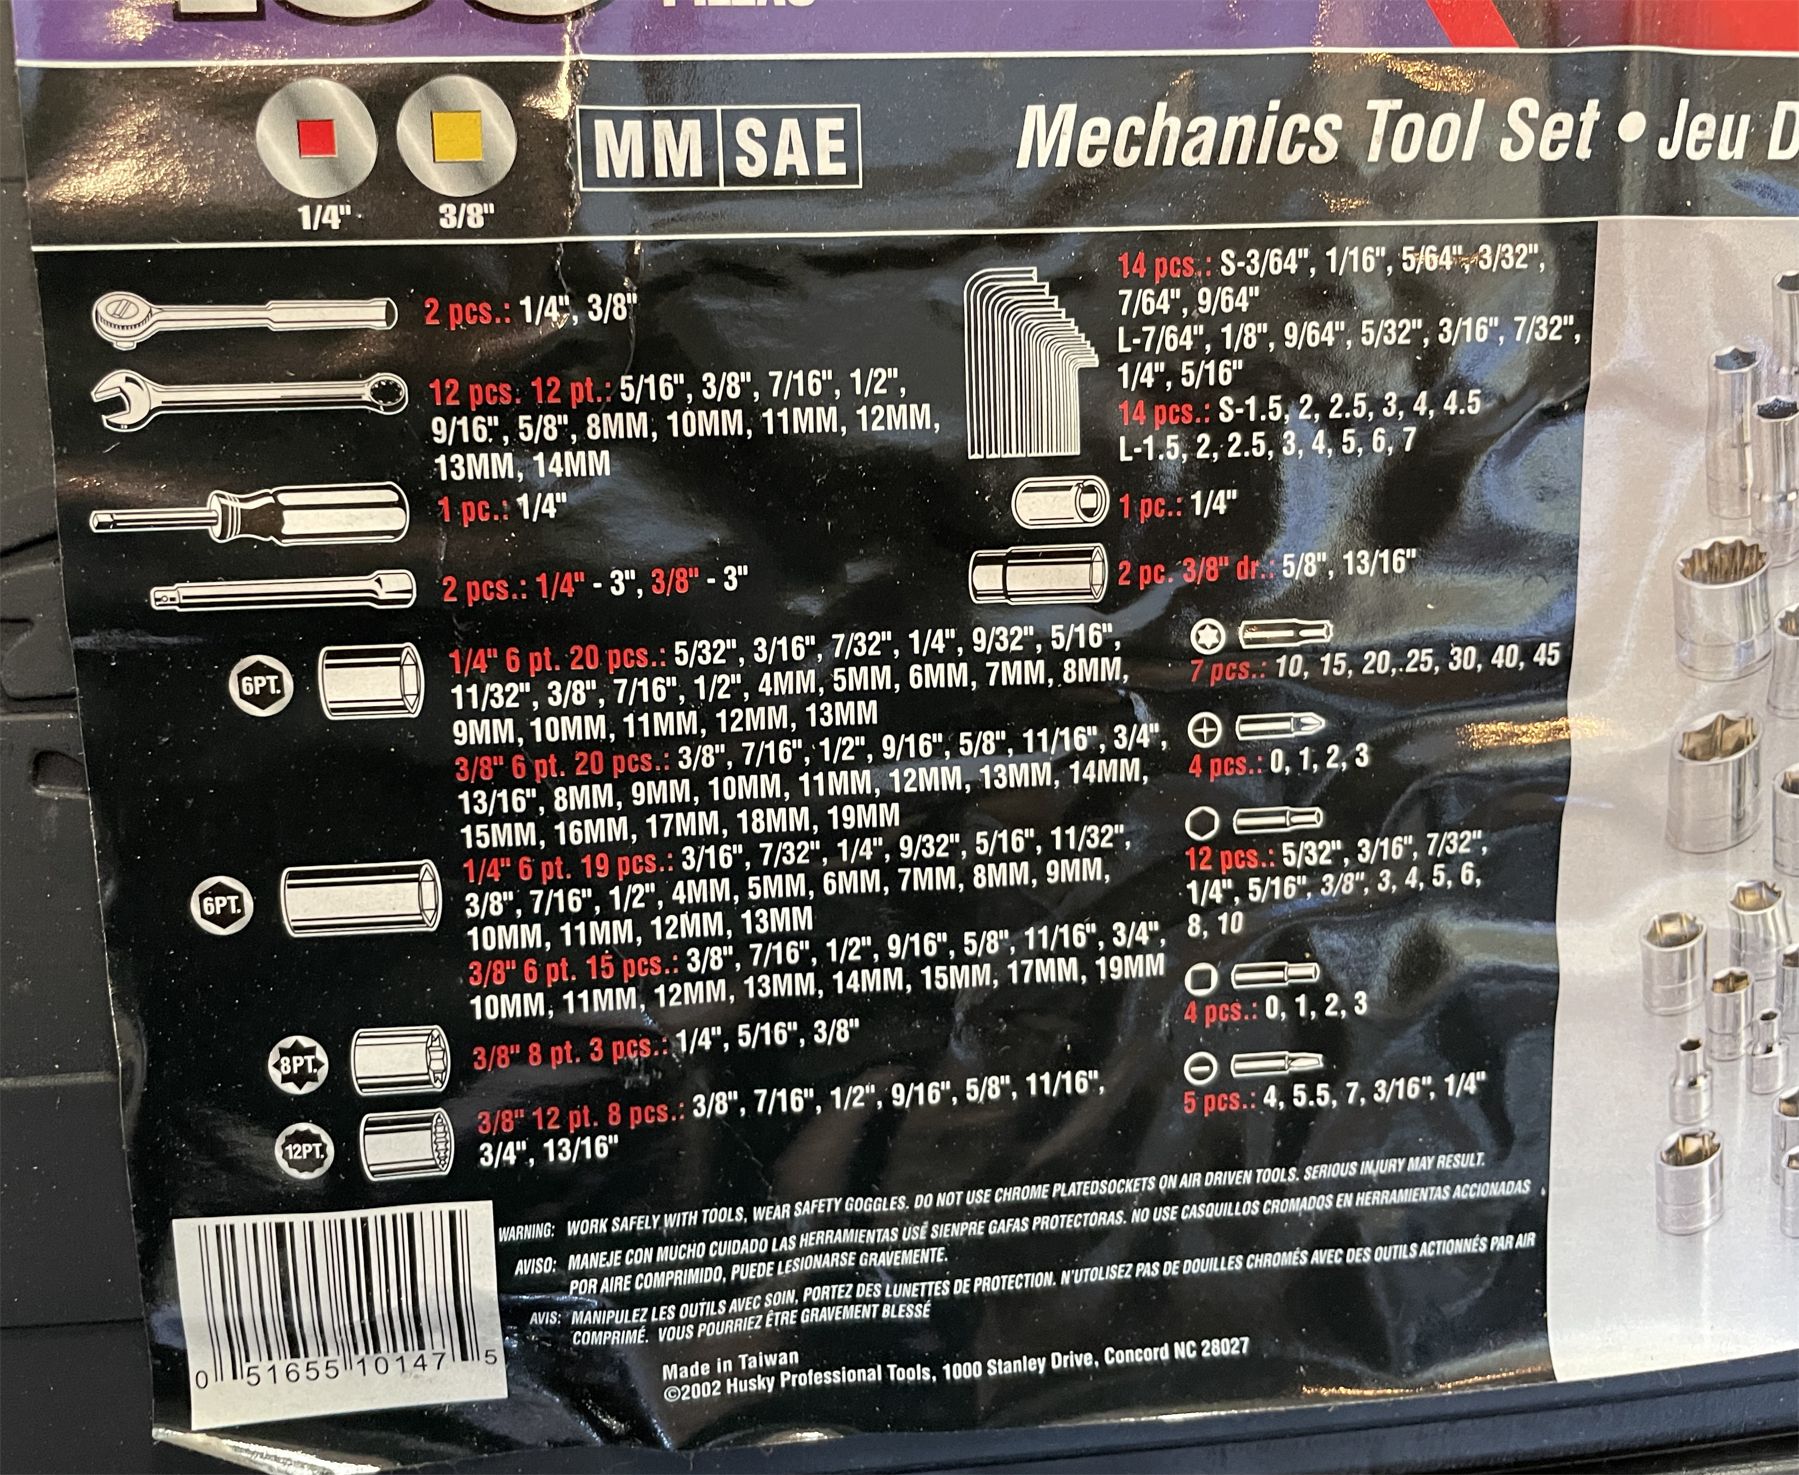 1/4"
3/8"
MM SAE
Mechanics Tool Set • Jeu D
2 pcs.: 1/4", 3/8"
12 pcs. 12 pt.: 5/16", 3/8", 7/16", 1/2",
9/16", 5/8", 8MM, 10MM, 11MM, 12MM,
13MM, 14MM
1 pc.: 1/4"
2 pcs.: 1/4" - 3", 3/8" - 3"
6PT.
1/4" 6 pt. 20 pcs.: 5/32", 3/16", 7/32", 1/4", 9/32", 5/16",
11/32", 3/8", 7/16", 1/2", 4MM, 5MM, 6MM, 7MM, 8MM,
9MM, 10MM, 11MM, 12MM, 13MM
3/8" 6 pt. 20 pcs.: 3/8", 7/16", 1/2", 9/16", 5/8", 11/16", 3/4",
13/16", 8MM, 9MM, 10MM, 11MM, 12MM, 13MM, 14MM,
15MM, 16MM, 17MM, 18MM, 19MM
6PT.
1/4" 6 pt. 19 pcs.: 3/16", 7/32", 1/4", 9/32", 5/16", 11/32",
3/8", 7/16", 1/2", 4MM, 5MM, 6MM, 7MM, 8MM, 9MM,
10MM, 11MM, 12MM, 13MM
3/8" 6 pt. 15 pcs.: 3/8", 7/16", 1/2", 9/16", 5/8", 11/16", 3/4",
10MM, 11MM, 12MM, 13MM, 14MM, 15MM, 17MM, 19MM
8PT.
3/8" 8 pt. 3 pcs.: 1/4", 5/16", 3/8"
12PT.
3/8" 12 pt. 8 pcs.: 3/8", 7/16", 1/2", 9/16", 5/8", 11/16",
3/4", 13/16"
14 pcs.: S-3/64", 1/16", 5/64", 3/32",
7/64", 9/64"
L-7/64", 1/8", 9/64", 5/32", 3/16", 7/32",
1/4", 5/16"
14 pcs.: S-1.5, 2, 2.5, 3, 4, 4.5
L-1.5, 2, 2.5, 3, 4, 5, 6, 7
1 pc.: 1/4"
2 pc. 3/8" dr.: 5/8", 13/16"
7 pcs.: 10, 15, 20, 25, 30, 40, 45
4 pcs.: 0, 1, 2, 3
12 pcs.: 5/32", 3/16", 7/32",
1/4", 5/16", 3/8", 3, 4, 5, 6,
8, 10
4 pcs.: 0, 1, 2, 3
5 pcs.: 4, 5.5, 7, 3/16", 1/4"
WARNING: WORK SAFELY WITH TOOLS, WEAR SAFETY GOGGLES. DO NOT USE CHROME PLATEDSOCKETS ON AIR DRIVEN TOOLS. SERIOUS INJURY MAY RESULT.
AVISO: MANEJE CON MUCHO CUIDADO LAS HERRAMIENTAS USE SIENPRE GAFAS PROTECTORAS. NO USE CASQUILLOS CROMADOS EN HERRAMIENTAS ACCIONADAS
POR AIRE COMPRIMIDO, PUEDE LESIONARSE GRAVEMENTE.
AVIS: MANIPULEZ LES OUTILS AVEC SOIN, PORTEZ DES LUNETTES DE PROTECTION. N'UTOLISEZ PAS DE DOUILLES CHROMÉS AVEC DES OUTILS ACTIONNÉS PAR AIR
COMPRIMÉ. VOUS POURRIEZ ÊTRE GRAVEMENT BLESSÉ
Made in Taiwan
©2002 Husky Professional Tools, 1000 Stanley Drive, Concord NC 28027
0 51655 10147 5